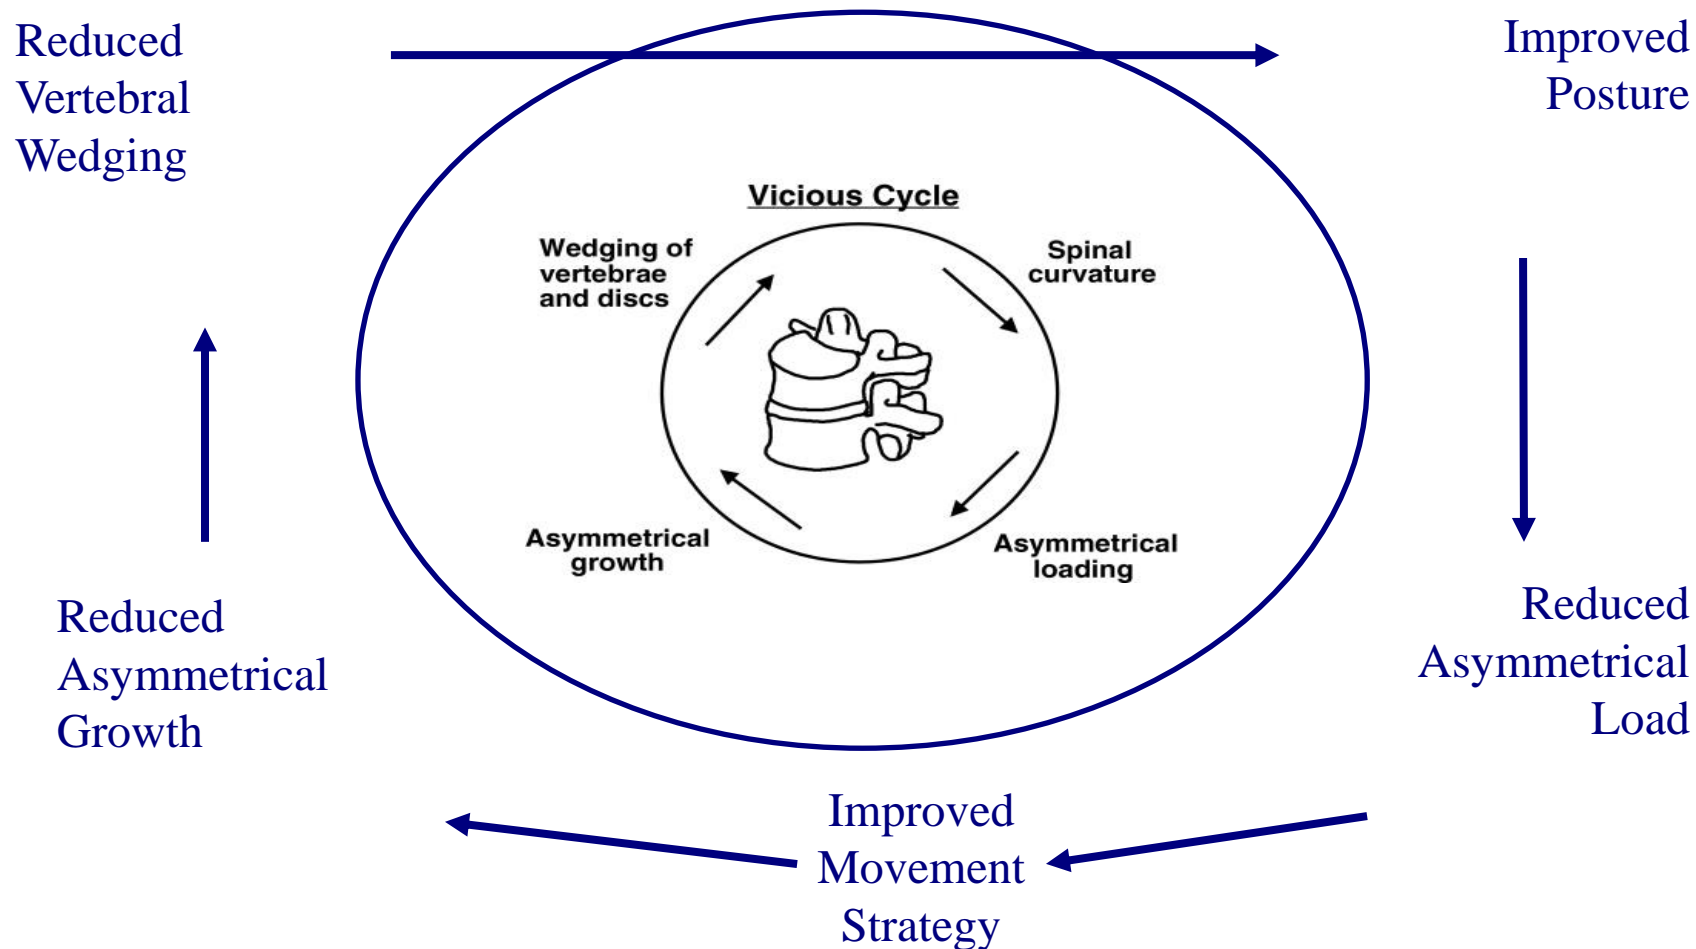 Reduced
Vertebral
Wedging
Improved
Posture
Vicious Cycle
Wedging of
vertebrae
and discs
Spinal
curvature
Asymmetrical
growth
Asymmetrical
loading
Reduced
Asymmetrical
Growth
Reduced
Asymmetrical
Load
Improved
Movement
Strategy